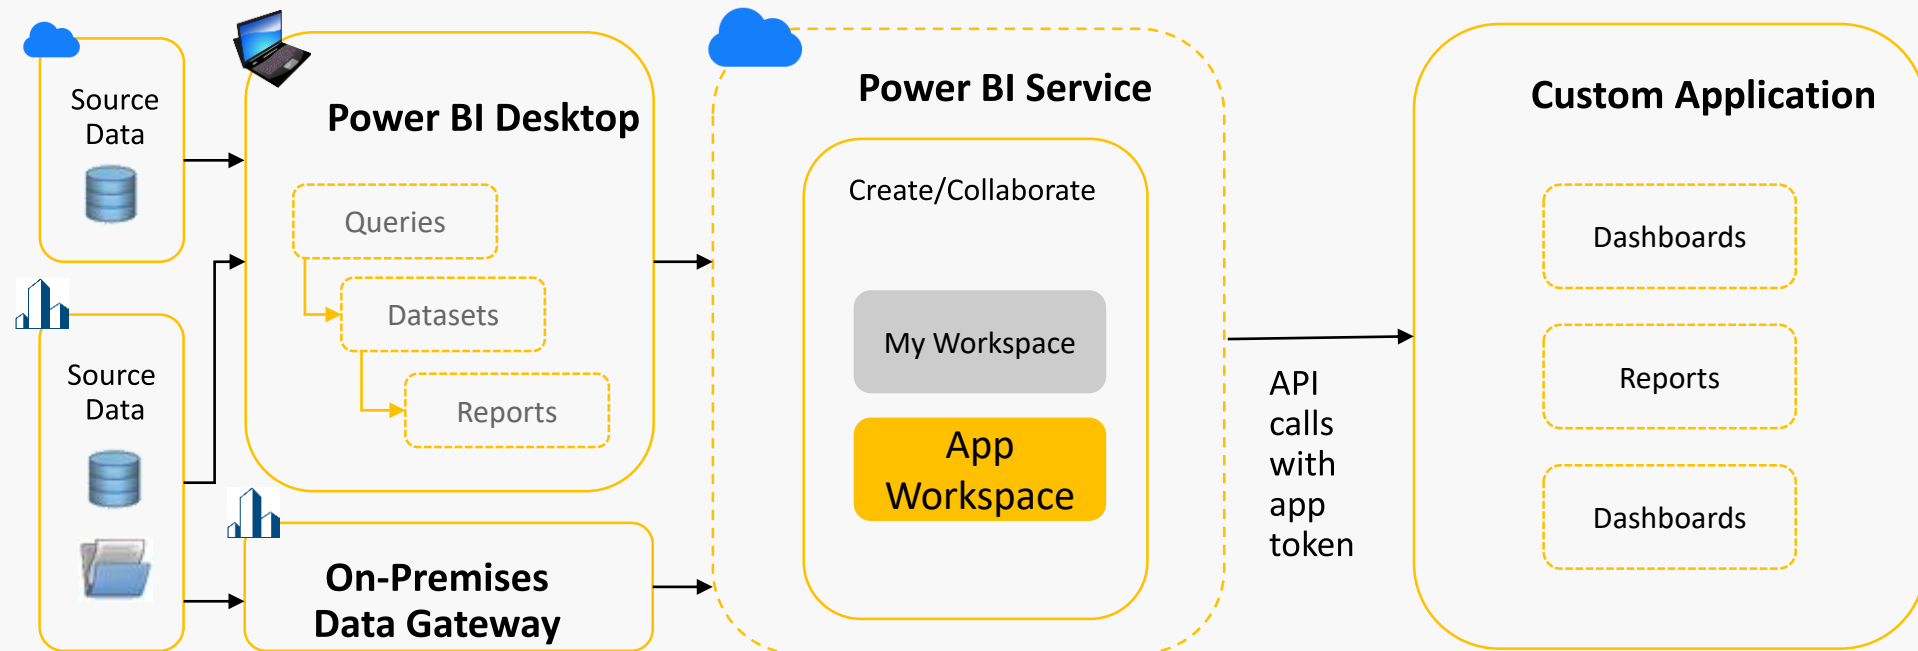 Source
Data
Source
Data
Power BI Desktop
Queries
Datasets
Reports
On-Premises
Data Gateway
Power BI Service
Create/Collaborate
My Workspace
App
Workspace
API
calls
with
app
token
Custom Application
Dashboards
Reports
Dashboards